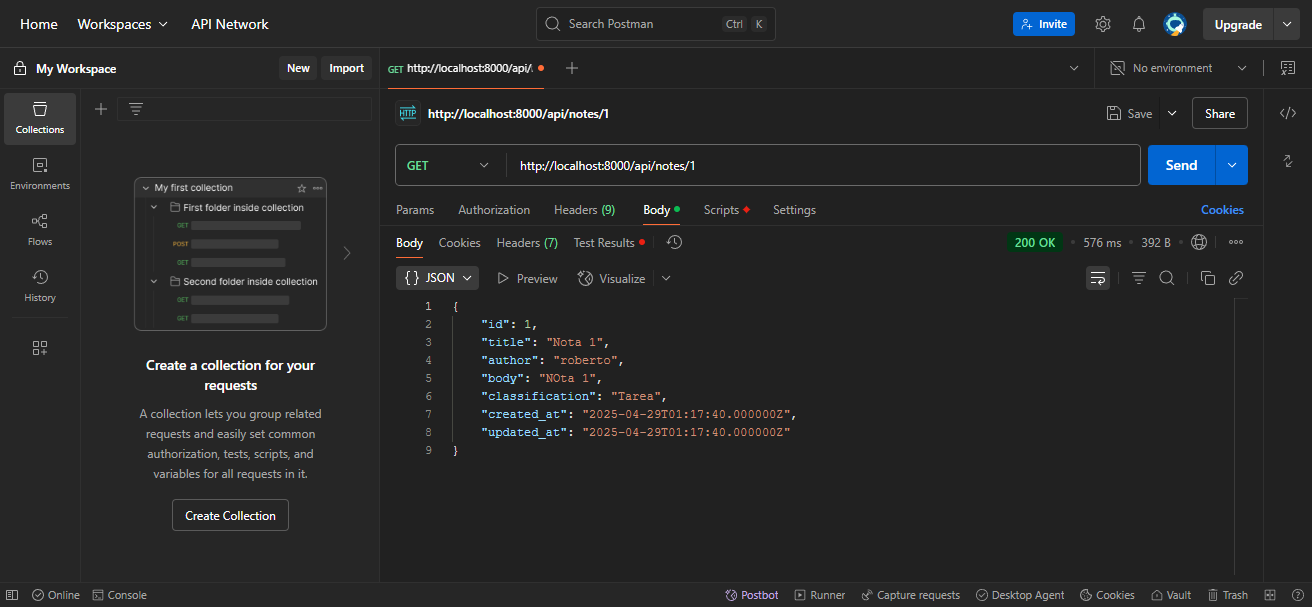 Home Workspaces API Network Search Postman Ctrl K Invite Upgrade
My Workspace New Import GET http://localhost:8000/api/. No environment
HTTP http://localhost:8000/api/notes/1 Save Share
Collections
Environments
Flows
History
My first collection
First folder inside collection
GET
POST
GET
Second folder inside collection
GET
GET
Create a collection for your
requests
A collection lets you group related
requests and easily set common
authorization, tests, scripts, and
variables for all requests in it.
Create Collection
GET http://localhost:8000/api/notes/1 Send
Params Authorization Headers (9) Body Scripts Settings Cookies
Body Cookies Headers (7) Test Results 200 OK 576 ms 392 B
{} JSON Preview Visualize
1 {
2 "id": 1,
3 "title": "Nota 1",
4 "author": "roberto",
5 "body": "NOta 1",
6 "classification": "Tarea",
7 "created_at": "2025-04-29T01:17:40.000000Z",
8 "updated_at": "2025-04-29T01:17:40.000000Z"
9 }
Online Console Postbot Runner Capture requests Desktop Agent Cookies Vault Trash